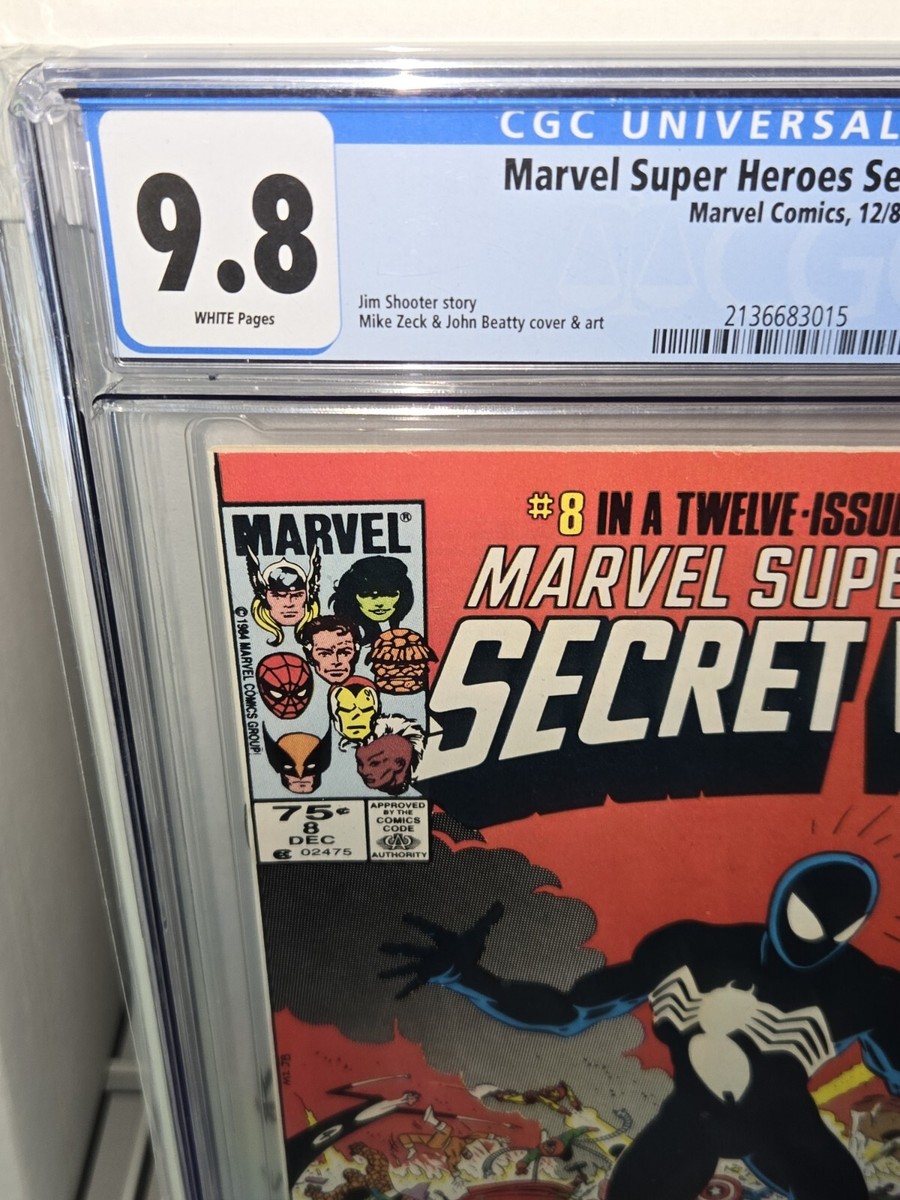 CGC UNIVERSAL
9.8
WHITE Pages
Marvel Super Heroes Se
Marvel Comics, 12/8
Jim Shooter story
Mike Zeck & John Beatty cover & art
2136683015
#8 IN A TWELVE-ISSU
MARVEL SUPE
SECRET
MARVEL®
© 1984 MARVEL COMICS GROUP
75¢
8
DEC
02475
APPROVED
BY THE
COMICS
CODE
AUTHORITY